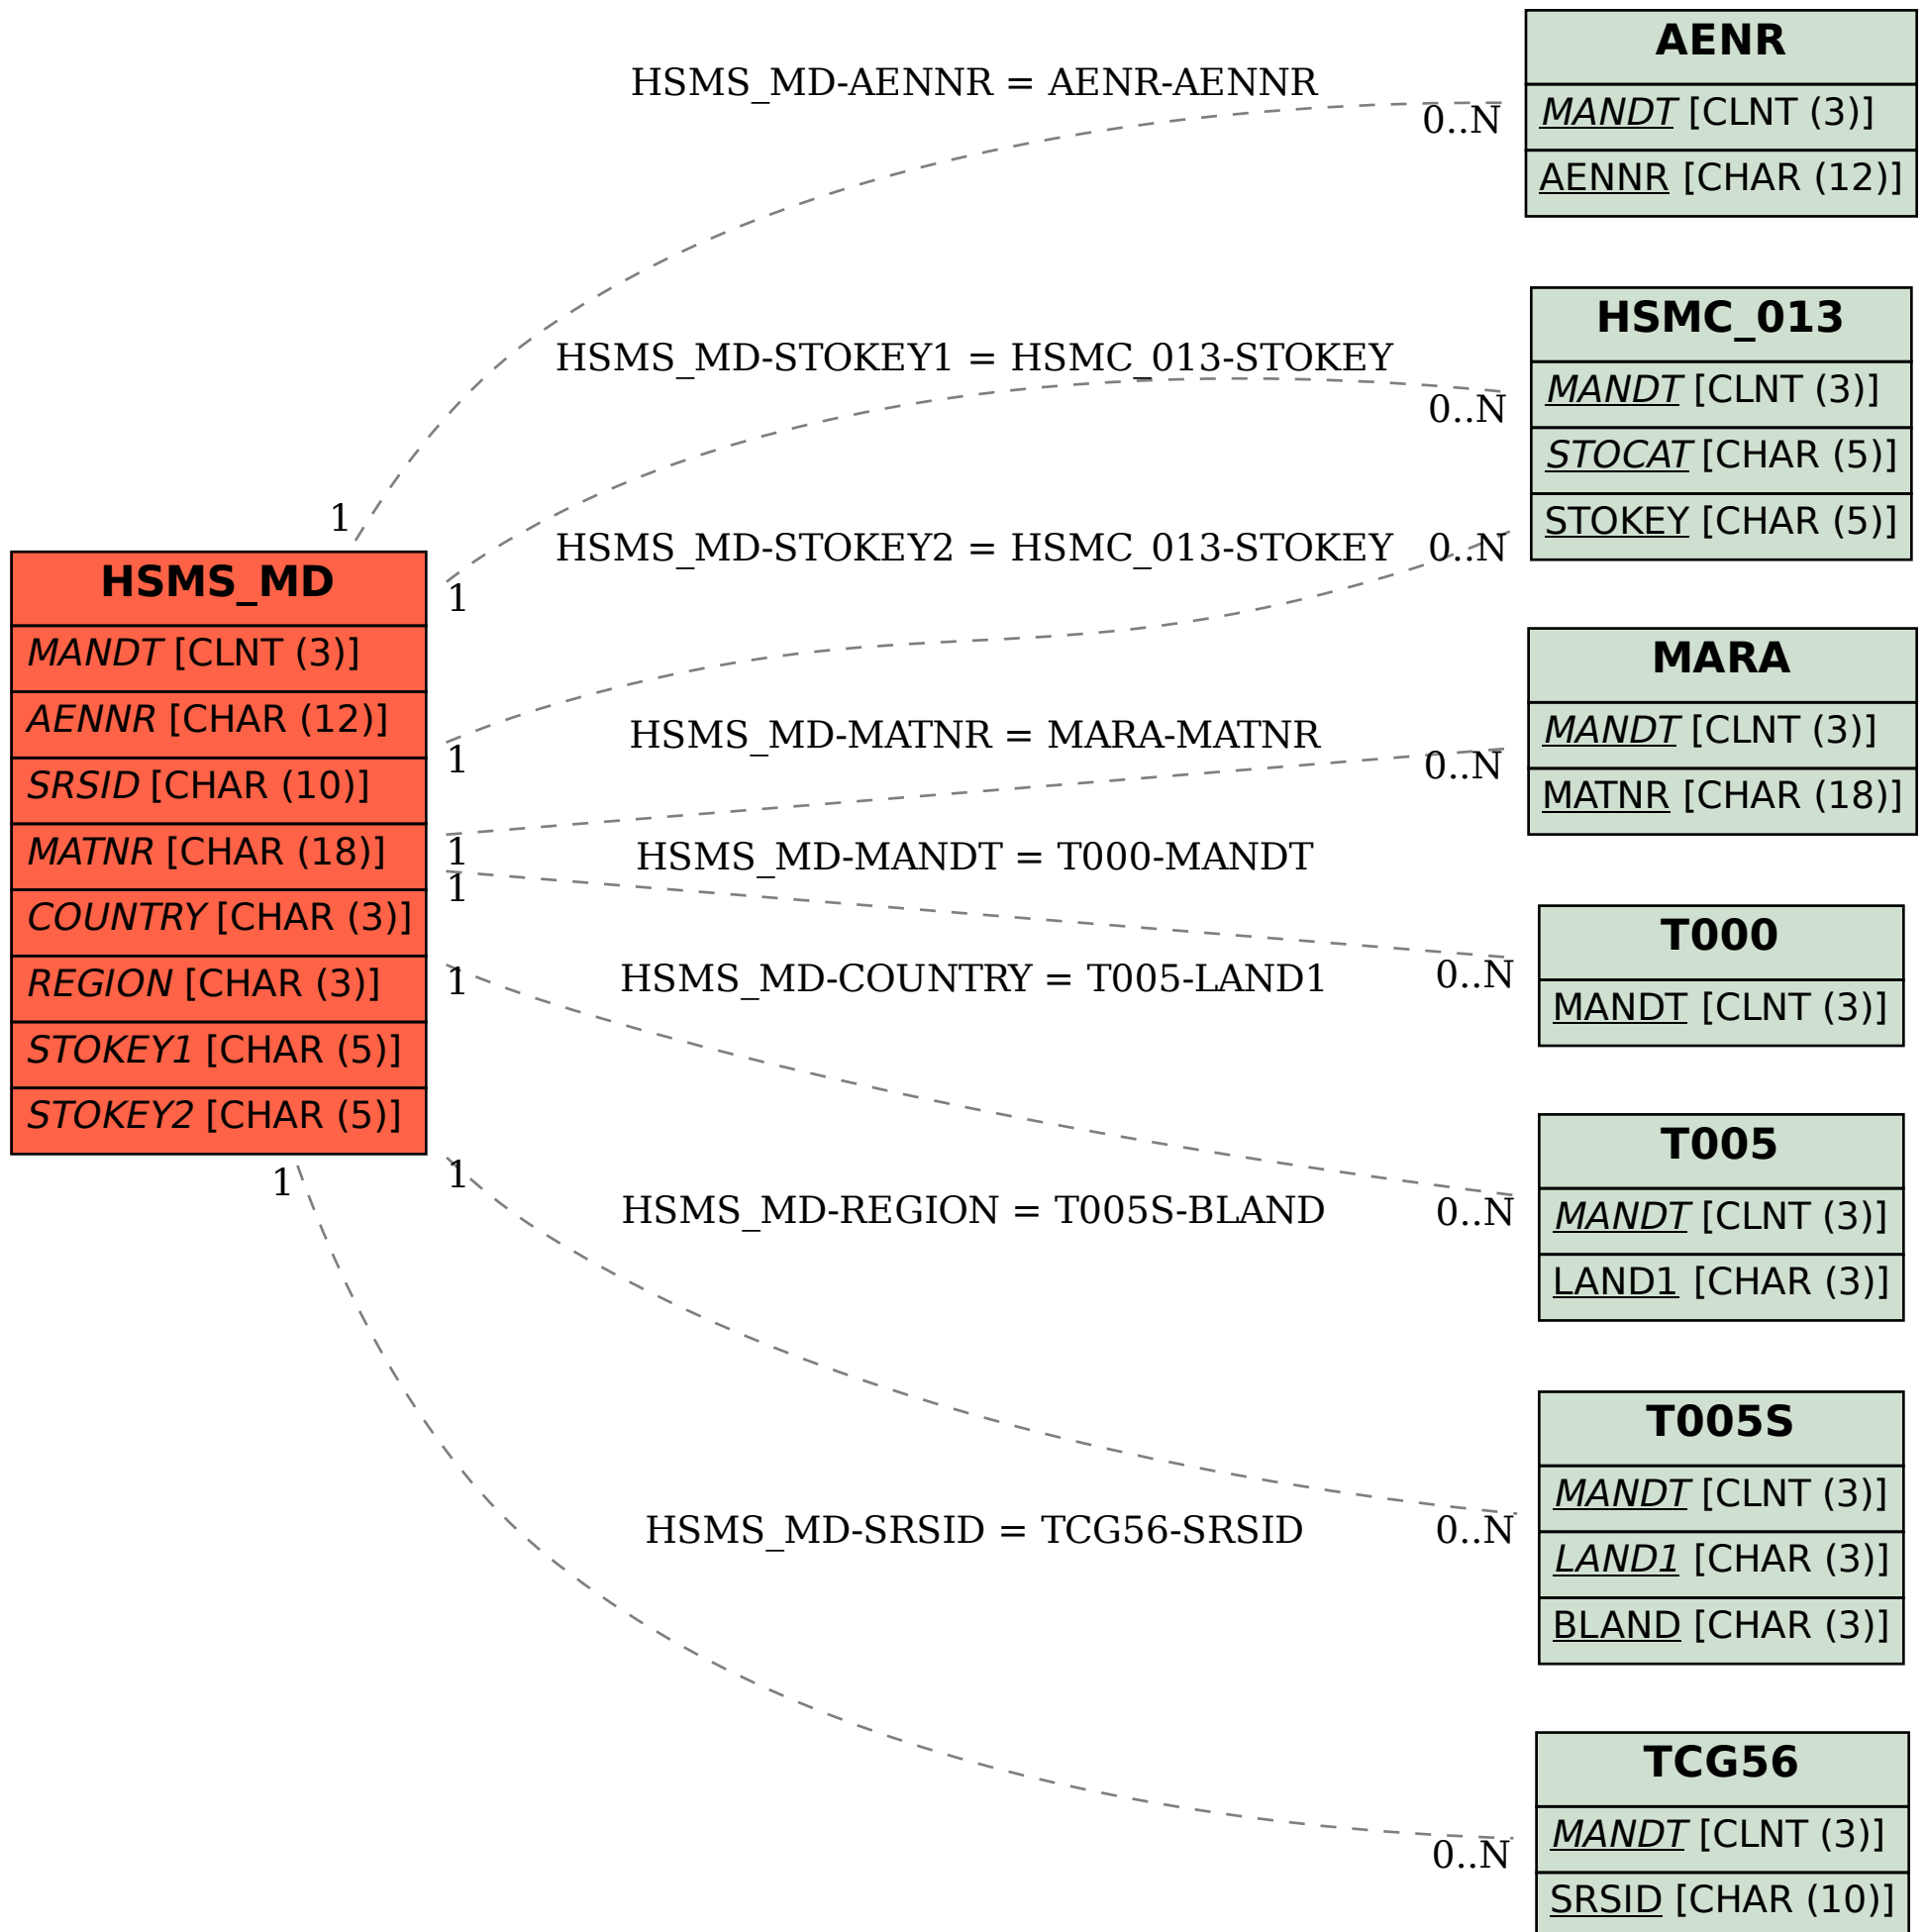 AENR
MANDT [CLNT (3)]
AENNR [CHAR (12)]
HSMS_MD-AENNR = AENR-AENNR
0..N
1
HSMC_013
MANDT [CLNT (3)]
STOCAT [CHAR (5)]
STOKEY [CHAR (5)]
HSMS_MD-STOKEY1 = HSMC_013-STOKEY
0..N
1
HSMS_MD-STOKEY2 = HSMC_013-STOKEY
0..N
1
HSMS_MD
MANDT [CLNT (3)]
AENNR [CHAR (12)]
SRSID [CHAR (10)]
MATNR [CHAR (18)]
COUNTRY [CHAR (3)]
REGION [CHAR (3)]
STOKEY1 [CHAR (5)]
STOKEY2 [CHAR (5)]
MARA
MANDT [CLNT (3)]
MATNR [CHAR (18)]
HSMS_MD-MATNR = MARA-MATNR
0..N
1
HSMS_MD-MANDT = T000-MANDT
1
0..N
T000
MANDT [CLNT (3)]
HSMS_MD-COUNTRY = T005-LAND1
1
0..N
T005
MANDT [CLNT (3)]
LAND1 [CHAR (3)]
HSMS_MD-REGION = T005S-BLAND
1
0..N
T005S
MANDT [CLNT (3)]
LAND1 [CHAR (3)]
BLAND [CHAR (3)]
HSMS_MD-SRSID = TCG56-SRSID
1
0..N
TCG56
MANDT [CLNT (3)]
SRSID [CHAR (10)]